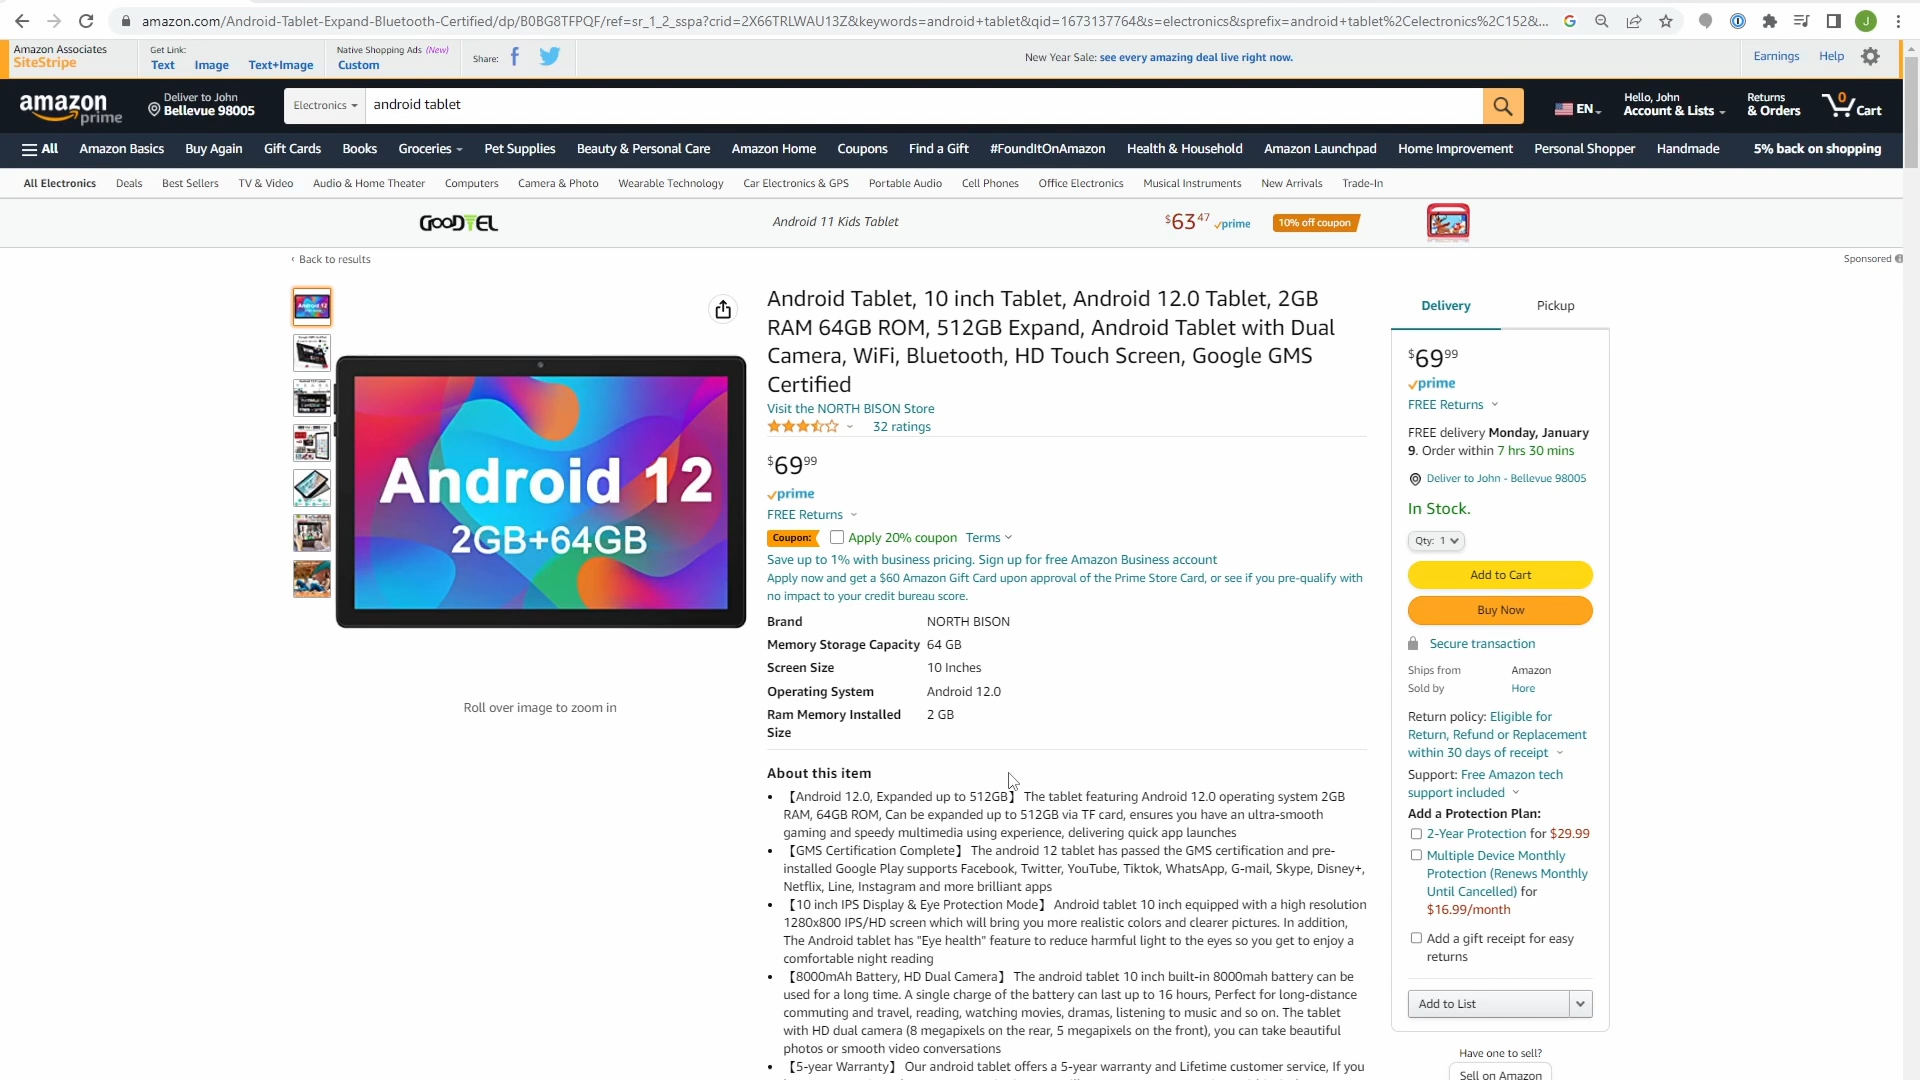 amazon.com/Android-Tablet-Expand-Bluetooth-Certified/dp/B0BG8TFPQF/ref=sr_1_2_sspa?crid=2X66TRLWAU13Z&keywords=android+tablet&qid=1673137764&s=electronics&sprefix=android+tablet%2Celectronics%2C152&...
J
Amazon Associates
SiteStripe
Get Link:
Text Image Text+Image
Native Shopping Ads (New)
Custom
Share:
New Year Sale: see every amazing deal live right now.
Earnings Help
amazon prime
Deliver to John
Bellevue 98005
Electronics
android tablet
EN
Hello, John
Account & Lists
Returns
& Orders
0
Cart
All Amazon Basics Buy Again Gift Cards Books Groceries Pet Supplies Beauty & Personal Care Amazon Home Coupons Find a Gift #FoundItOnAmazon Health & Household Amazon Launchpad Home Improvement Personal Shopper Handmade 5% back on shopping
All Electronics Deals Best Sellers TV & Video Audio & Home Theater Computers Camera & Photo Wearable Technology Car Electronics & GPS Portable Audio Cell Phones Office Electronics Musical Instruments New Arrivals Trade-In
GOODTEL Android 11 Kids Tablet $63 47 prime 10% off coupon
‹ Back to results
Sponsored
Android 12
2GB+64GB
Roll over image to zoom in
Android Tablet, 10 inch Tablet, Android 12.0 Tablet, 2GB
RAM 64GB ROM, 512GB Expand, Android Tablet with Dual
Camera, WiFi, Bluetooth, HD Touch Screen, Google GMS
Certified
Visit the NORTH BISON Store
32 ratings
$69 99
prime
FREE Returns
Coupon: Apply 20% coupon Terms
Save up to 1% with business pricing. Sign up for free Amazon Business account
Apply now and get a $60 Amazon Gift Card upon approval of the Prime Store Card, or see if you pre-qualify with
no impact to your credit bureau score.
Brand NORTH BISON
Memory Storage Capacity 64 GB
Screen Size 10 Inches
Operating System Android 12.0
Ram Memory Installed 2 GB
Size
About this item
• 【Android 12.0, Expanded up to 512GB】 The tablet featuring Android 12.0 operating system 2GB
RAM, 64GB ROM, Can be expanded up to 512GB via TF card, ensures you have an ultra-smooth
gaming and speedy multimedia using experience, delivering quick app launches
• 【GMS Certification Complete】 The android 12 tablet has passed the GMS certification and pre-
installed Google Play supports Facebook, Twitter, YouTube, Tiktok, WhatsApp, G-mail, Skype, Disney+,
Netflix, Line, Instagram and more brilliant apps
• 【10 inch IPS Display & Eye Protection Mode】 Android tablet 10 inch equipped with a high resolution
1280x800 IPS/HD screen which will bring you more realistic colors and clearer pictures. In addition,
The Android tablet has "Eye health" feature to reduce harmful light to the eyes so you get to enjoy a
comfortable night reading
• 【8000mAh Battery, HD Dual Camera】 The android tablet 10 inch built-in 8000mah battery can be
used for a long time. A single charge of the battery can last up to 16 hours, Perfect for long-distance
commuting and travel, reading, watching movies, dramas, listening to music and so on. The tablet
with HD dual camera (8 megapixels on the rear, 5 megapixels on the front), you can take beautiful
photos or smooth video conversations
• 【5-year Warranty】 Our android tablet offers a 5-year warranty and Lifetime customer service, If you
Delivery Pickup
$69 99
prime
FREE Returns
FREE delivery Monday, January
9. Order within 7 hrs 30 mins
Deliver to John - Bellevue 98005
In Stock.
Qty: 1
Add to Cart
Buy Now
Secure transaction
Ships from Amazon
Sold by Hore
Return policy: Eligible for
Return, Refund or Replacement
within 30 days of receipt
Support: Free Amazon tech
support included
Add a Protection Plan:
2-Year Protection for $29.99
Multiple Device Monthly
Protection (Renews Monthly
Until Cancelled) for
$16.99/month
Add a gift receipt for easy
returns
Add to List
Have one to sell?
Sell on Amazon